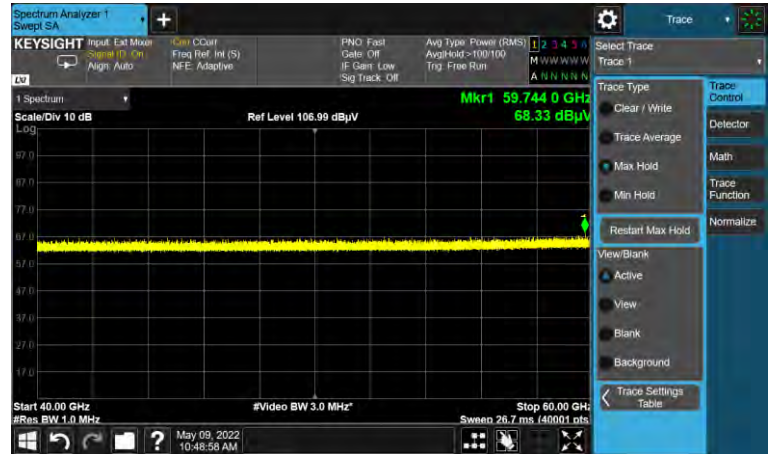 Spectrum Analyzer 1
Swept SA
+
Trace
KEYSIGHT
Input: Ext Mixer
Signal ID: On
Align: Auto
Corr CCorr
Freq Ref: Int (S)
NFE: Adaptive
PNO: Fast
Gate: Off
IF Gain: Low
Sig Track: Off
Avg Type: Power (RMS)
Avg|Hold:>100/100
Trig: Free Run
1 2 3 4 5 6
M W W W W W
A N N N N N
LXI
Select Trace
Trace 1
1 Spectrum
Mkr1 59.744 0 GHz
Scale/Div 10 dB
Ref Level 106.99 dBµV
68.33 dBµV
Log
97.0
87.0
77.0
67.0
57.0
47.0
37.0
27.0
17.0
1
Start 40.00 GHz
#Video BW 3.0 MHz*
Stop 60.00 GHz
#Res BW 1.0 MHz
Sweep 26.7 ms (40001 pts
May 09, 2022
10:48:58 AM
?
Trace Type
Clear / Write
Trace Average
Max Hold
Min Hold
Restart Max Hold
View/Blank
Active
View
Blank
Background
Trace Settings
Table
Trace
Control
Detector
Math
Trace
Function
Normalize